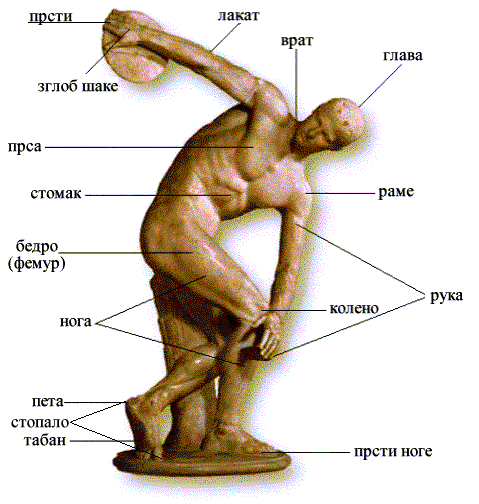 прсти
лакат
врат
глава
зглоб шаке
прса
стомак
раме
бедро
(фемур)
рука
колено
нога
пета
стопало
табан
прсти ноге